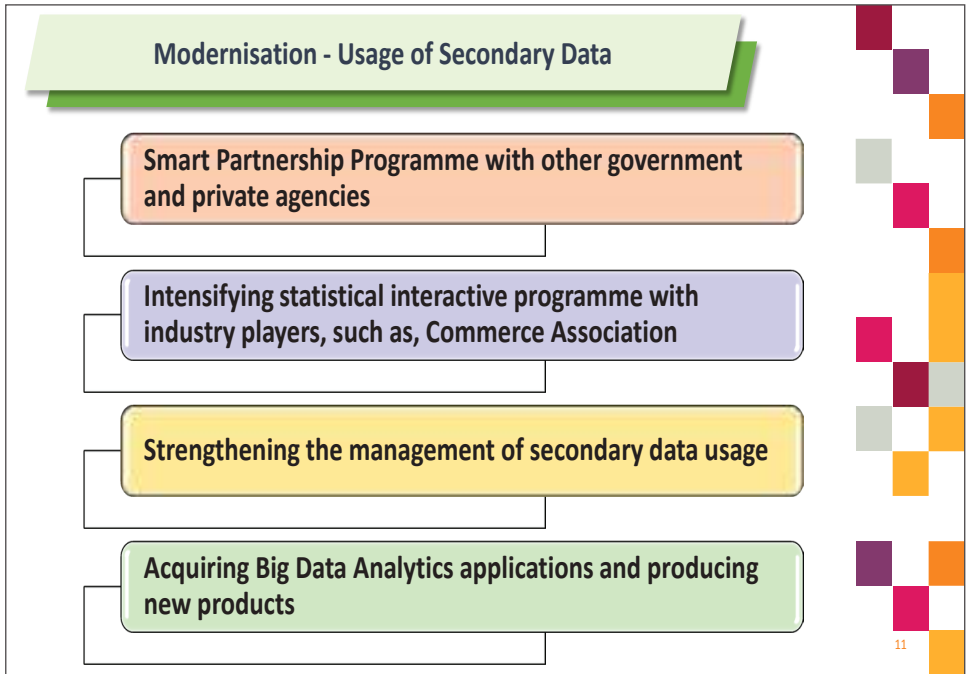 Modernisation - Usage of Secondary Data
Smart Partnership Programme with other government
and private agencies
Intensifying statistical interactive programme with
industry players, such as, Commerce Association
Strengthening the management of secondary data usage
Acquiring Big Data Analytics applications and producing
new products
11